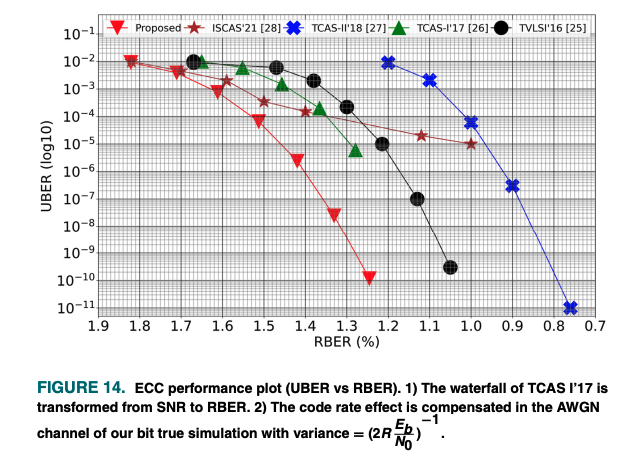 Proposed ISCAS'21 [28] TCAS-II'18 [27] TCAS-I'17 [26] TVLSI'16 [25]
10⁻¹
10⁻²
10⁻³
10⁻⁴
10⁻⁵
10⁻⁶
10⁻⁷
10⁻⁸
10⁻⁹
10⁻¹⁰
10⁻¹¹
UBER (log10)
1.9 1.8 1.7 1.6 1.5 1.4 1.3 1.2 1.1 1.0 0.9 0.8 0.7
RBER (%)
FIGURE 14. ECC performance plot (UBER vs RBER). 1) The waterfall of TCAS I'17 is
transformed from SNR to RBER. 2) The code rate effect is compensated in the AWGN
channel of our bit true simulation with variance = (2R E_b/N_0)⁻¹.